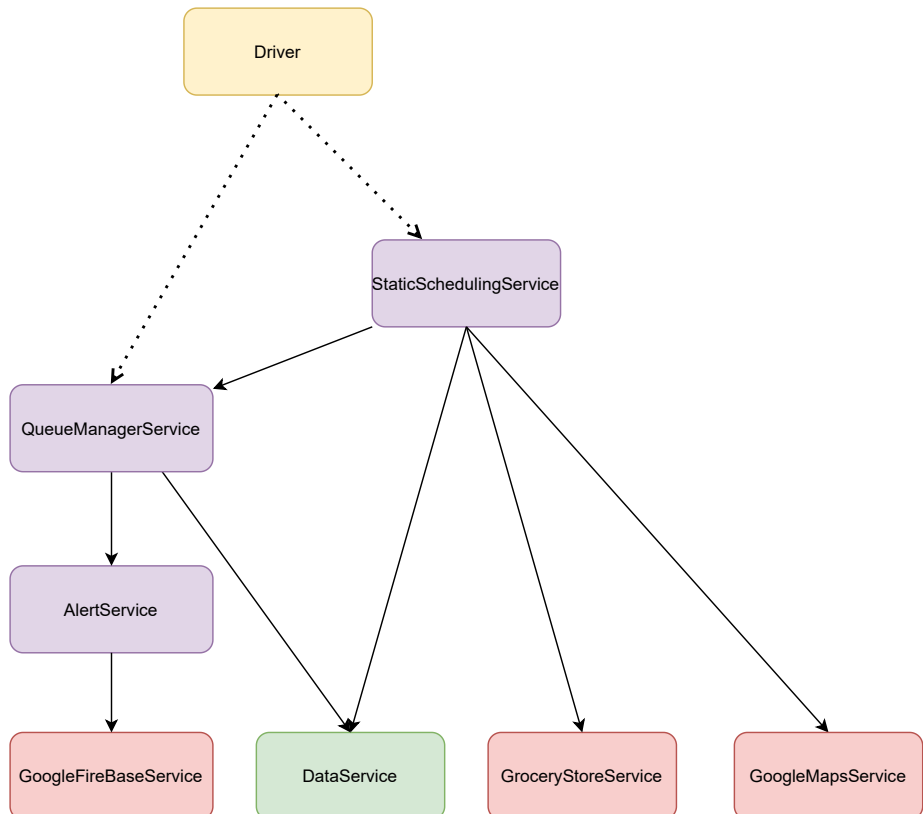 Driver
StaticSchedulingService
QueueManagerService
AlertService
GoogleFireBaseService
DataService
GroceryStoreService
GoogleMapsService